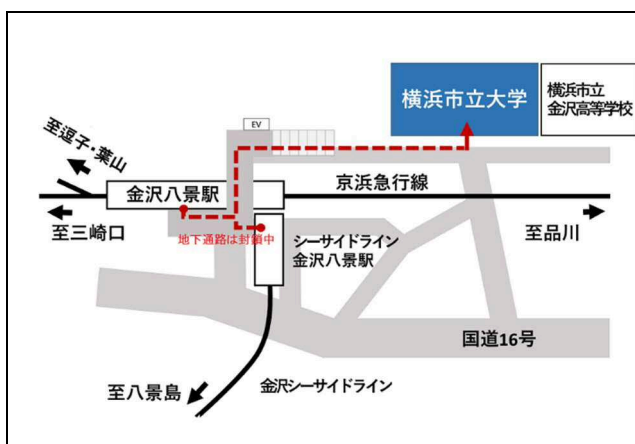 横浜市立大学
横浜市立
金沢高等学校
EV
至逗子・葉山
金沢八景駅
京浜急行線
至三崎口
地下通路は封鎖中
シーサイドライン
金沢八景駅
至品川
国道16号
至八景島
金沢シーサイドライン